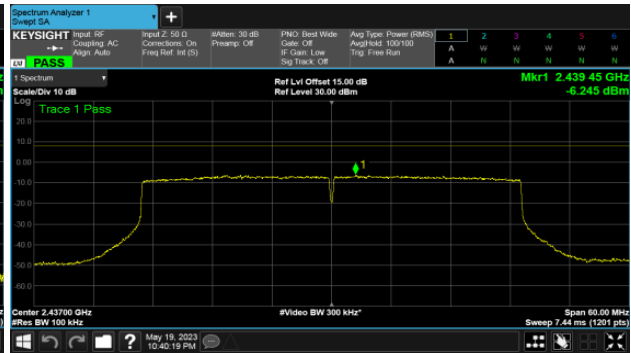 Spectrum Analyzer 1
Swept SA
KEYSIGHT Input: RF Input Z: 50 Ω #Atten: 30 dB PNO: Best Wide Avg Type: Power (RMS) 1 2 3 4 5 6
Coupling: AC Corrections: On Preamp: Off Gate: Off Avg|Hold: 100/100 A W W W W W
Align: Auto Freq Ref: Int (S) IF Gain: Low Trig: Free Run
Sig Track: Off A N N N N N
LXI PASS
1 Spectrum Ref Lvl Offset 15.00 dB Mkr1 2.439 45 GHz
Scale/Div 10 dB Ref Level 30.00 dBm -6.245 dBm
Log
Trace 1 Pass
20.0
10.0
1
0.00
-10.0
-20.0
-30.0
-40.0
-50.0
-60.0
Center 2.43700 GHz #Video BW 300 kHz* Span 60.00 MHz
#Res BW 100 kHz Sweep 7.44 ms (1201 pts)
? May 19, 2023
10:40:19 PM